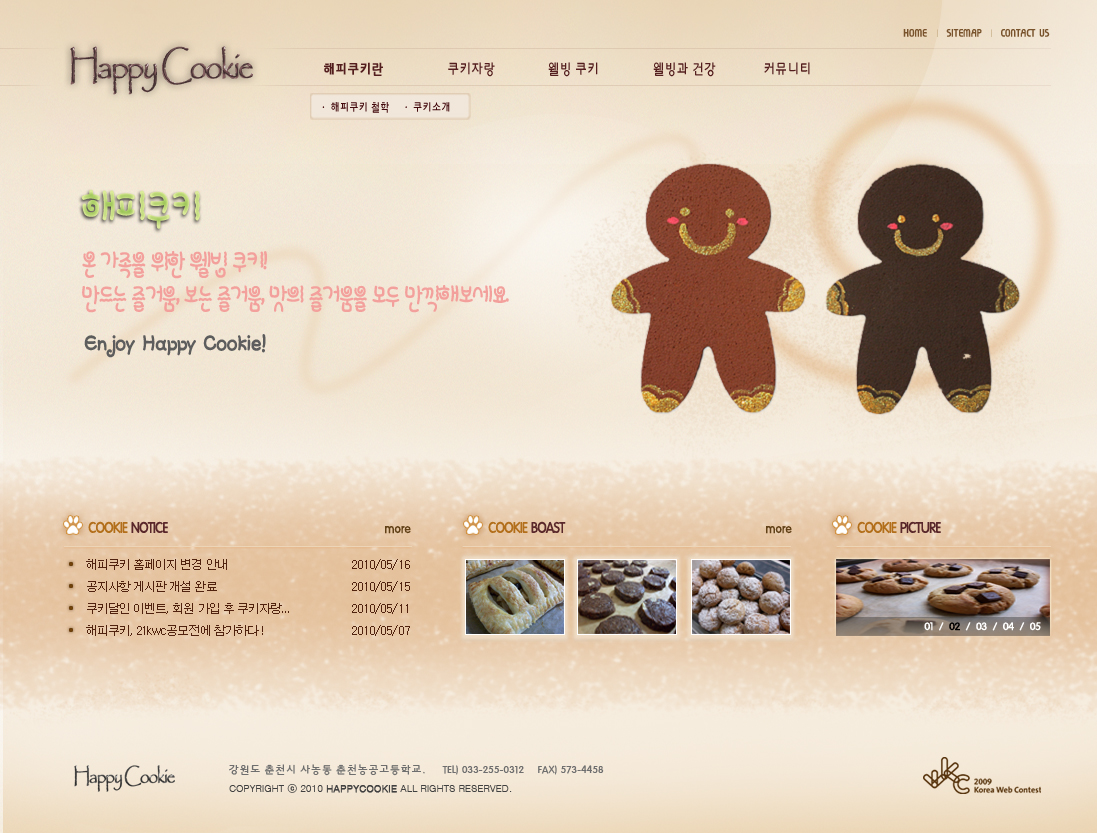 HOME | SITEMAP | CONTACT US
Happy Cookie
해피쿠키란 쿠키자랑 웰빙 쿠키 웰빙과 건강 커뮤니티
· 해피쿠키 철학 · 쿠키소개
해피쿠키
온 가족을 위한 웰빙 쿠키!
만드는 즐거움, 보는 즐거움, 맛의 즐거움을 모두 만끽해보세요.
Enjoy Happy Cookie!
COOKIE NOTICE more
해피쿠키 홈페이지 변경 안내 2010/05/16
공지사항 게시판 개설 완료 2010/05/15
쿠키달인 이벤트, 회원 가입 후 쿠키자랑... 2010/05/11
해피쿠키, 21kwc공모전에 참가하다! 2010/05/07
COOKIE BOAST more
COOKIE PICTURE
01 / 02 / 03 / 04 / 05
Happy Cookie
강원도 춘천시 사농동 춘천농공고등학교. TEL) 033-255-0312 FAX) 573-4458
COPYRIGHT ⓒ 2010 HAPPYCOOKIE ALL RIGHTS RESERVED.
2009
Korea Web Contest